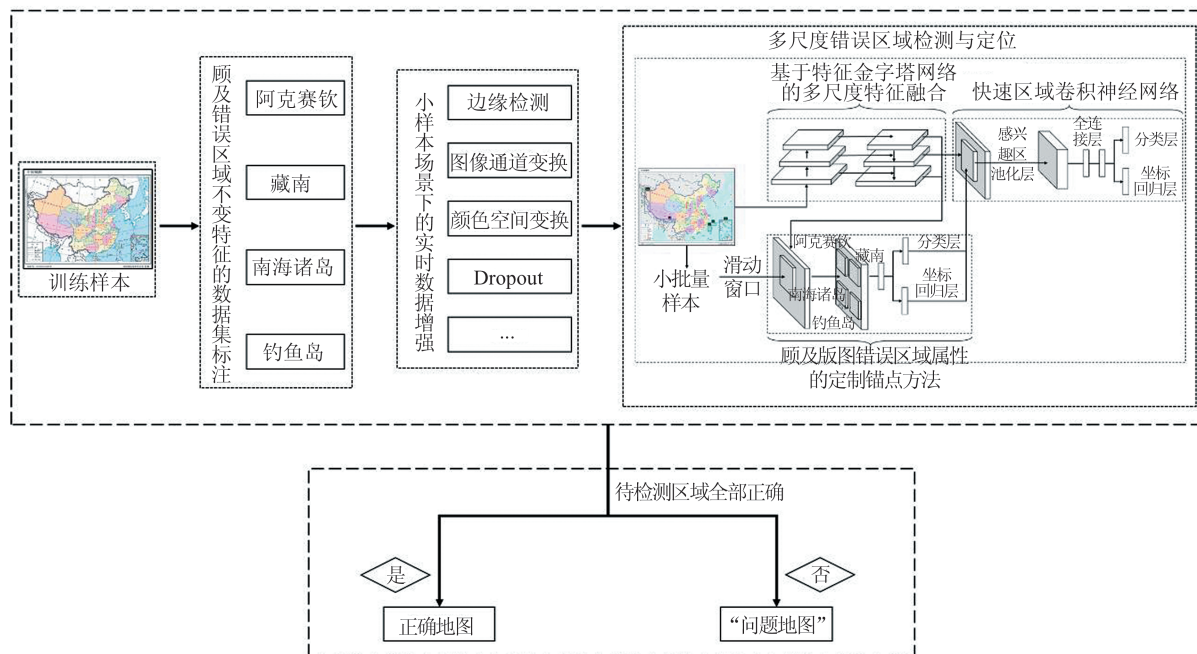 训练样本
顾及错误区域不变特征的数据集标注
阿克赛钦
藏南
南海诸岛
钓鱼岛
小样本场景下的实时数据增强
边缘检测
图像通道变换
颜色空间变换
Dropout
...
多尺度错误区域检测与定位
基于特征金字塔网络
的多尺度特征融合
快速区域卷积神经网络
感兴
趣区
池化层
全连
接层
分类层
坐标
回归层
小批量
样本
滑动
窗口
阿克赛钦
藏南
南海诸岛
钓鱼岛
分类层
坐标
回归层
顾及版图错误区域属性
的定制锚点方法
待检测区域全部正确
是
否
正确地图
“问题地图”